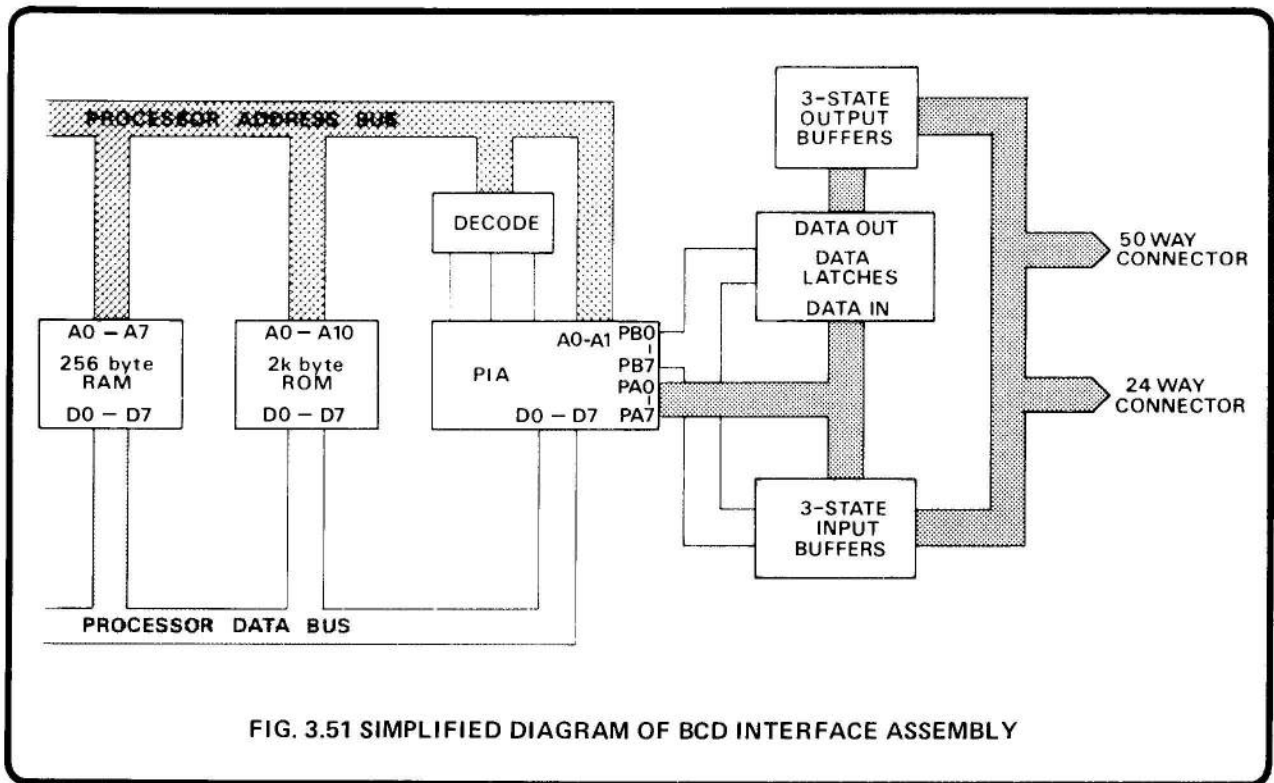 PROCESSOR ADDRESS BUS
3-STATE
OUTPUT
BUFFERS
DECODE
DATA OUT
DATA
LATCHES
DATA IN
50 WAY
CONNECTOR
A0 – A7
256 byte
RAM
D0 – D7
A0 – A10
2k byte
ROM
D0 – D7
A0-A1
PIA
D0 – D7
PB0
|
PB7
PA0
|
PA7
24 WAY
CONNECTOR
3-STATE
INPUT
BUFFERS
PROCESSOR DATA BUS
FIG. 3.51 SIMPLIFIED DIAGRAM OF BCD INTERFACE ASSEMBLY